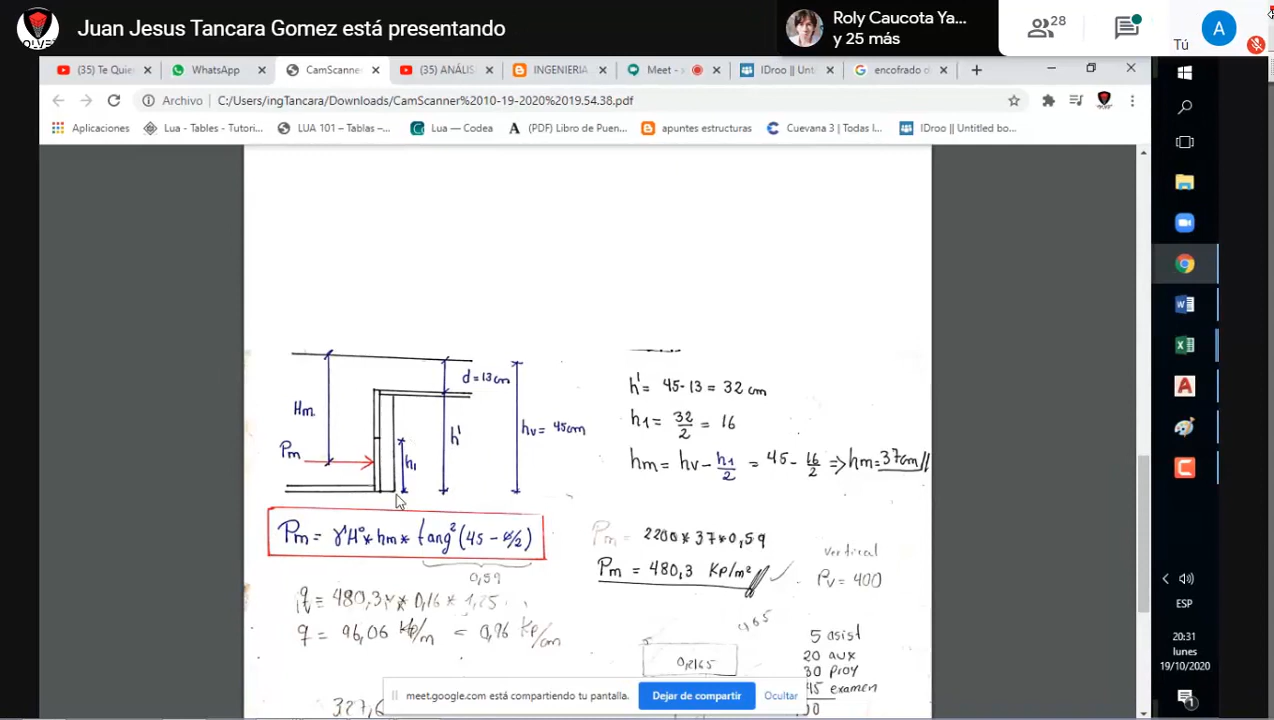 Juan Jesus Tancara Gomez está presentando
Roly Caucota Ya...
y 25 más
28
A
Tú
(35) Te Quie
WhatsApp
CamScanne
(35) ANÁLIS
INGENIERIA
Meet -
IDroo || Unti
encofrado d
Archivo
C:/Users/ingTancara/Downloads/CamScanner%2010-19-2020%2019.54.38.pdf
Aplicaciones
Lua - Tables - Tutori...
LUA 101 – Tablas –...
Lua — Codea
(PDF) Libro de Puen...
apuntes estructuras
Cuevana 3 | Todas l...
IDroo || Untitled bo...
d = 13cm
Hm.
h'
hv = 45cm
Pm
h1
h' = 45-13 = 32 cm
h1 = 32/2 = 16
hm = hv - h1/2 = 45 - 16/2 => hm = 37cm//
Pm = γH° * hm * tang² (45 - ø/2)
0,59
Pm = 2200 * 37 * 0,59
Pm = 480,3 Kp/m²
vertical
Pv = 400
q = 480,3 * 0,16 * 1,25
q = 96,06 Kp/m = 0,96 Kp/cm
0,65
5 asist
20 aux
30 proy
45 examen
100
ESP
20:31
lunes
19/10/2020
1
meet.google.com está compartiendo tu pantalla.
Dejar de compartir
Ocultar